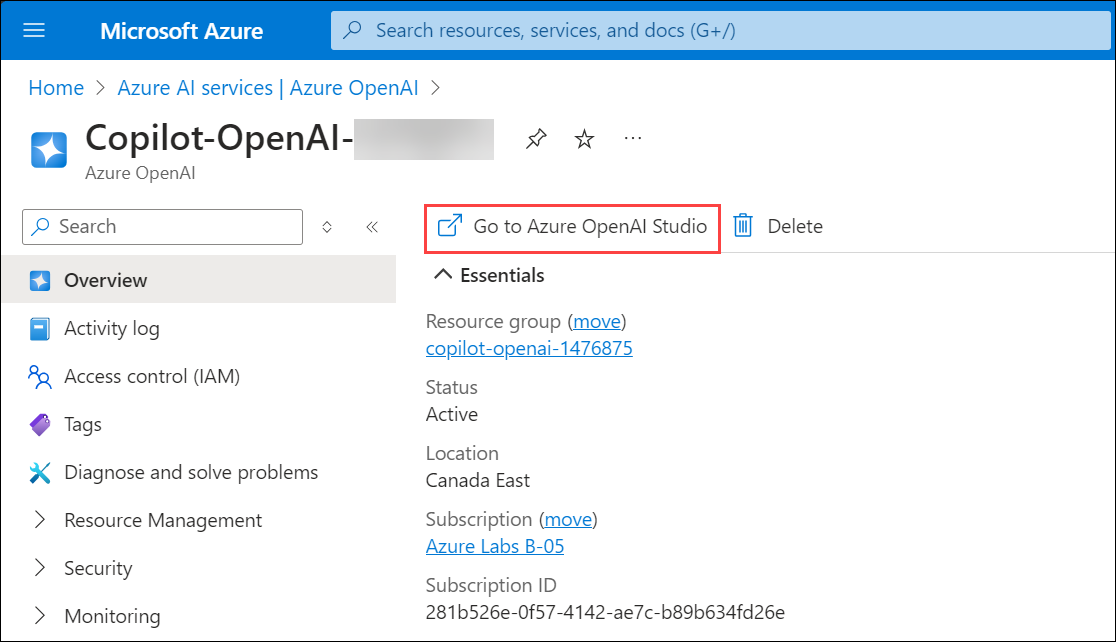 Microsoft Azure
Search resources, services, and docs (G+/)
Home > Azure AI services | Azure OpenAI >
Copilot-OpenAI-
Azure OpenAI
Search
Go to Azure OpenAI Studio
Delete
Overview
Activity log
Access control (IAM)
Tags
Diagnose and solve problems
Resource Management
Security
Monitoring
Essentials
Resource group (move)
copilot-openai-1476875
Status
Active
Location
Canada East
Subscription (move)
Azure Labs B-05
Subscription ID
281b526e-0f57-4142-ae7c-b89b634fd26e